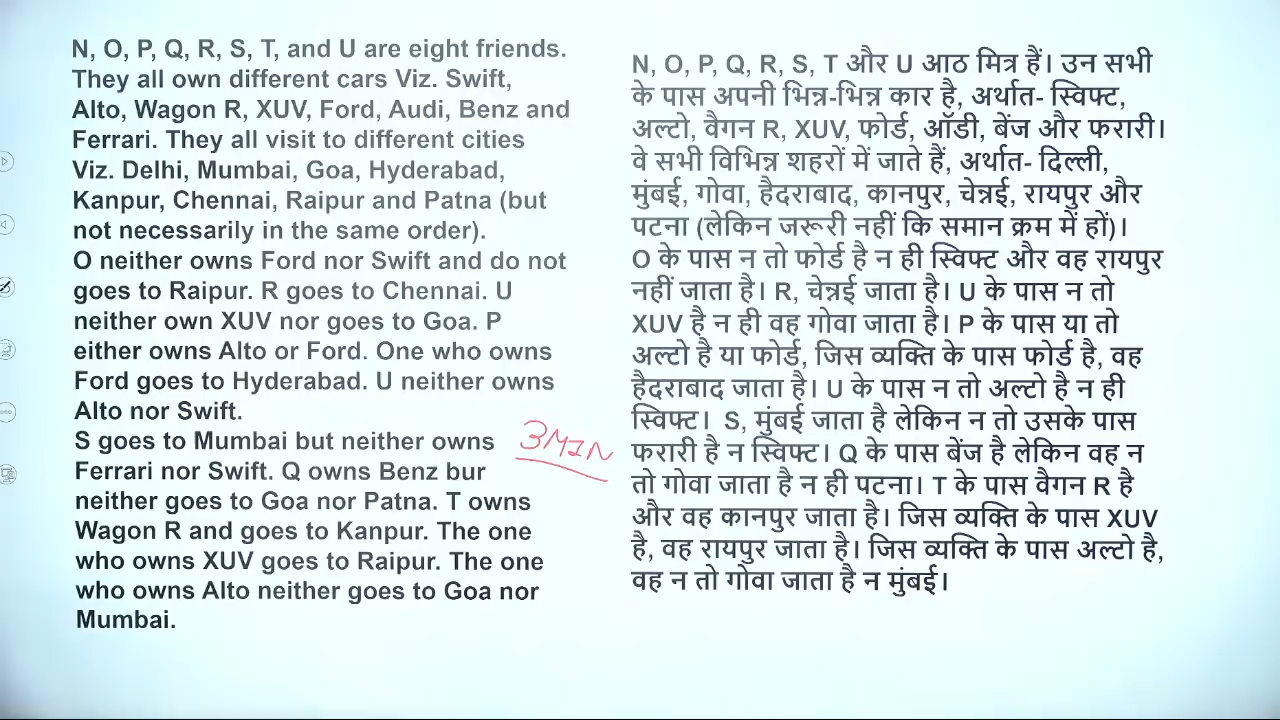 N, O, P, Q, R, S, T, and U are eight friends.
They all own different cars Viz. Swift,
Alto, Wagon R, XUV, Ford, Audi, Benz and
Ferrari. They all visit to different cities
Viz. Delhi, Mumbai, Goa, Hyderabad,
Kanpur, Chennai, Raipur and Patna (but
not necessarily in the same order).
O neither owns Ford nor Swift and do not
goes to Raipur. R goes to Chennai. U
neither own XUV nor goes to Goa. P
either owns Alto or Ford. One who owns
Ford goes to Hyderabad. U neither owns
Alto nor Swift.
S goes to Mumbai but neither owns
Ferrari nor Swift. Q owns Benz bur
neither goes to Goa nor Patna. T owns
Wagon R and goes to Kanpur. The one
who owns XUV goes to Raipur. The one
who owns Alto neither goes to Goa nor
Mumbai.
3MIN
N, O, P, Q, R, S, T और U आठ मित्र हैं। उन सभी
के पास अपनी भिन्न-भिन्न कार है, अर्थात- स्विफ्ट,
अल्टो, वैगन R, XUV, फोर्ड, ऑडी, बेंज और फरारी।
वे सभी विभिन्न शहरों में जाते हैं, अर्थात- दिल्ली,
मुंबई, गोवा, हैदराबाद, कानपुर, चेन्नई, रायपुर और
पटना (लेकिन जरूरी नहीं कि समान क्रम में हों)।
O के पास न तो फोर्ड है न ही स्विफ्ट और वह रायपुर
नहीं जाता है। R, चेन्नई जाता है। U के पास न तो
XUV है न ही वह गोवा जाता है। P के पास या तो
अल्टो है या फोर्ड, जिस व्यक्ति के पास फोर्ड है, वह
हैदराबाद जाता है। U के पास न तो अल्टो है न ही
स्विफ्ट। S, मुंबई जाता है लेकिन न तो उसके पास
फरारी है न स्विफ्ट। Q के पास बेंज है लेकिन वह न
तो गोवा जाता है न ही पटना। T के पास वैगन R है
और वह कानपुर जाता है। जिस व्यक्ति के पास XUV
है, वह रायपुर जाता है। जिस व्यक्ति के पास अल्टो है,
वह न तो गोवा जाता है न मुंबई।